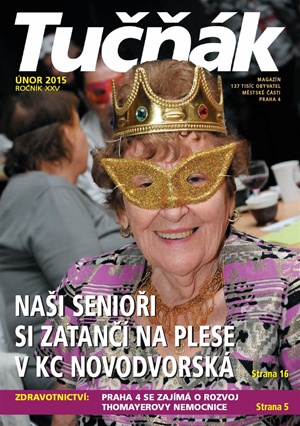 Tučňák
ÚNOR 2015
ROČNÍK XXV
MAGAZÍN
137 TISÍC OBYVATEL
MĚSTSKÉ ČÁSTI
PRAHA 4
NAŠI SENIOŘI
SI ZATANČÍ NA PLESE
V KC NOVODVORSKÁ
Strana 16
ZDRAVOTNICTVÍ: PRAHA 4 SE ZAJÍMÁ O ROZVOJ
THOMAYEROVY NEMOCNICE
Strana 5